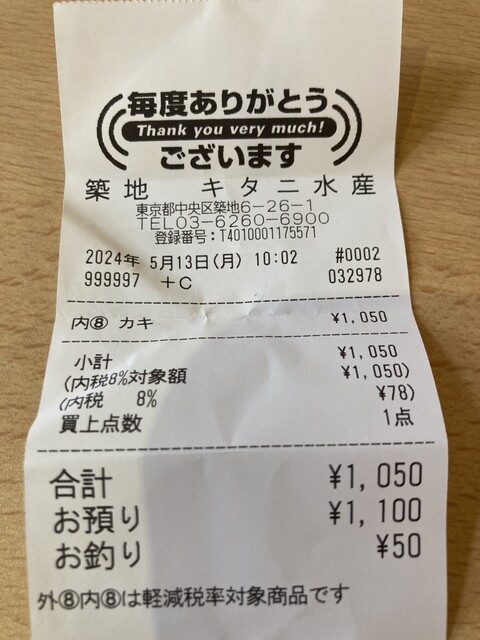 毎度ありがとう
Thank you very much!
ございます
築地 キタニ水産
東京都中央区築地6-26-1
TEL03-6260-6900
登録番号:T4010001175571
2024年 5月13日(月) 10:02 #0002
999997 +C 032978
内⑧ カキ ¥1,050
小計 ¥1,050
(内税8%対象額 ¥1,050)
(内税 8% ¥78)
買上点数 1点
合計 ¥1,050
お預り ¥1,100
お釣り ¥50
外⑧内⑧は軽減税率対象商品です